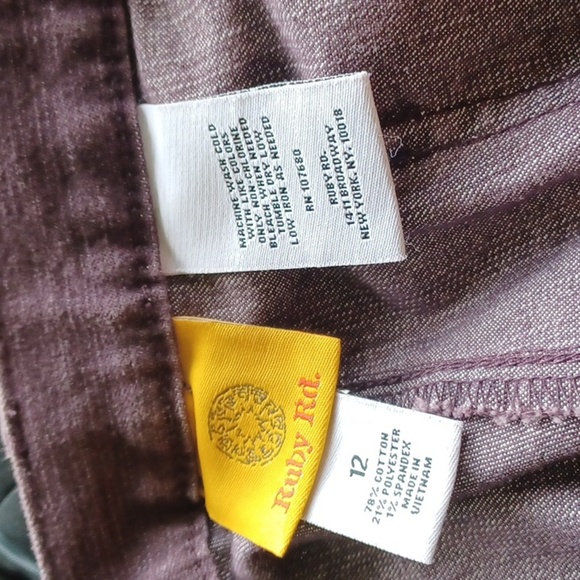 MACHINE WASH COLD
WITH LIKE COLORS
ONLY NON-CHLORINE
BLEACH WHEN NEEDED
TUMBLE DRY LOW
LOW IRON AS NEEDED
RN 107680
RUBY RD.
1411 BROADWAY
NEW YORK, NY. 10018
Ruby Rd.
12
78% COTTON
21% POLYESTER
1% SPANDEX
MADE IN
VIETNAM